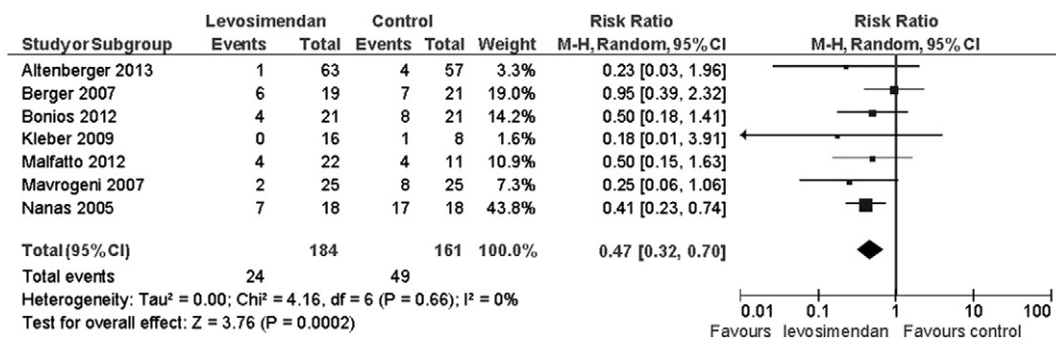 Levosimendan Control Risk Ratio Risk Ratio
Study or Subgroup Events Total Events Total Weight M-H, Random, 95% CI M-H, Random, 95% CI
Altenberger 2013 1 63 4 57 3.3% 0.23 [0.03, 1.96]
Berger 2007 6 19 7 21 19.0% 0.95 [0.39, 2.32]
Bonios 2012 4 21 8 21 14.2% 0.50 [0.18, 1.41]
Kleber 2009 0 16 1 8 1.6% 0.18 [0.01, 3.91]
Malfatto 2012 4 22 4 11 10.9% 0.50 [0.15, 1.63]
Mavrogeni 2007 2 25 8 25 7.3% 0.25 [0.06, 1.06]
Nanas 2005 7 18 17 18 43.8% 0.41 [0.23, 0.74]
Total (95% CI) 184 161 100.0% 0.47 [0.32, 0.70]
Total events 24 49
Heterogeneity: Tau² = 0.00; Chi² = 4.16, df = 6 (P = 0.66); I² = 0%
Test for overall effect: Z = 3.76 (P = 0.0002)
0.01 0.1 1 10 100
Favours levosimendan Favours control